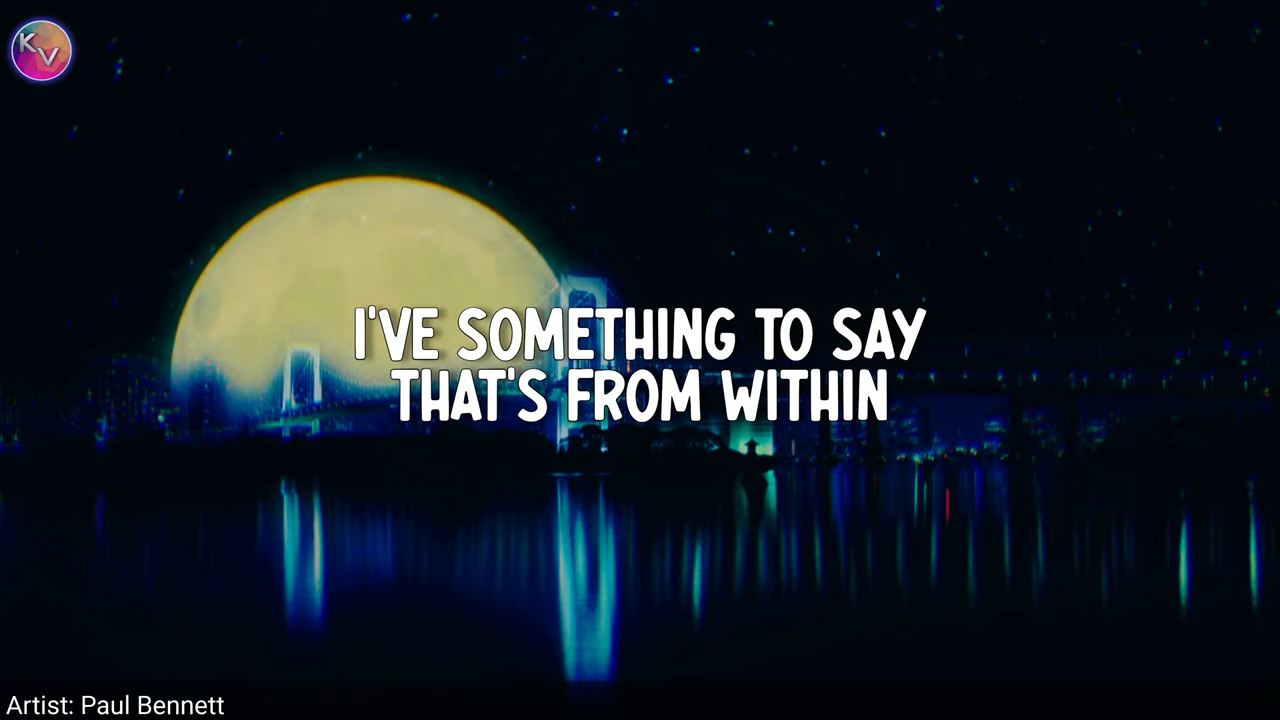 KV
I'VE SOMETHING TO SAY
THAT'S FROM WITHIN
Artist: Paul Bennett